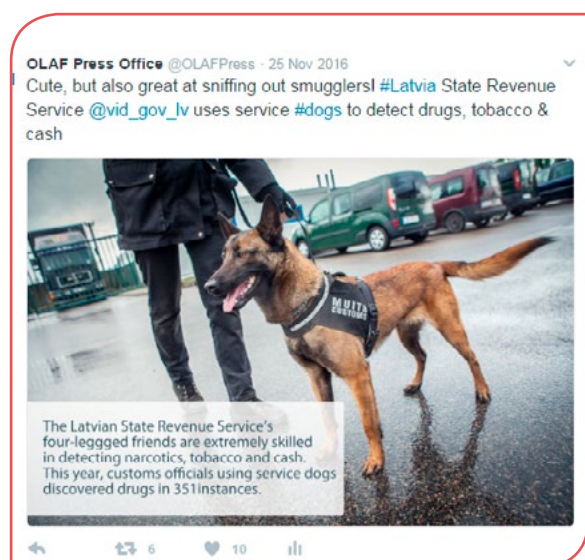 OLAF Press Office @OLAFPress · 25 Nov 2016
Cute, but also great at sniffing out smugglers! #Latvia State Revenue
Service @vid_gov_lv uses service #dogs to detect drugs, tobacco &
cash
MUITA
CUSTOMS
The Latvian State Revenue Service's
four-leggged friends are extremely skilled
in detecting narcotics, tobacco and cash.
This year, customs officials using service dogs
discovered drugs in 351instances.
6 10